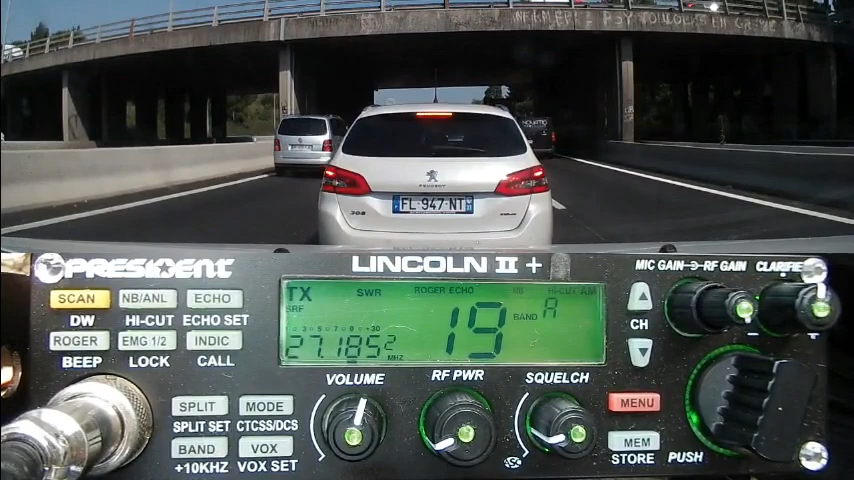 PEUGEOT
308
FL-947-NT
PRESIDENT
LINCOLN II +
MIC GAIN
RF GAIN
CLARIFIER
SCAN
NB/ANL
ECHO
DW
HI-CUT
ECHO SET
ROGER
EMG 1/2
INDIC
BEEP
LOCK
CALL
TX
SWR
ROGER ECHO
NB
HI-CUT AM
SRF
19
BAND A
27.1852 MHZ
CH
VOLUME
RF PWR
SQUELCH
SPLIT
MODE
SPLIT SET
CTCSS/DCS
BAND
VOX
+10KHZ
VOX SET
ASC
MENU
MEM
STORE
PUSH